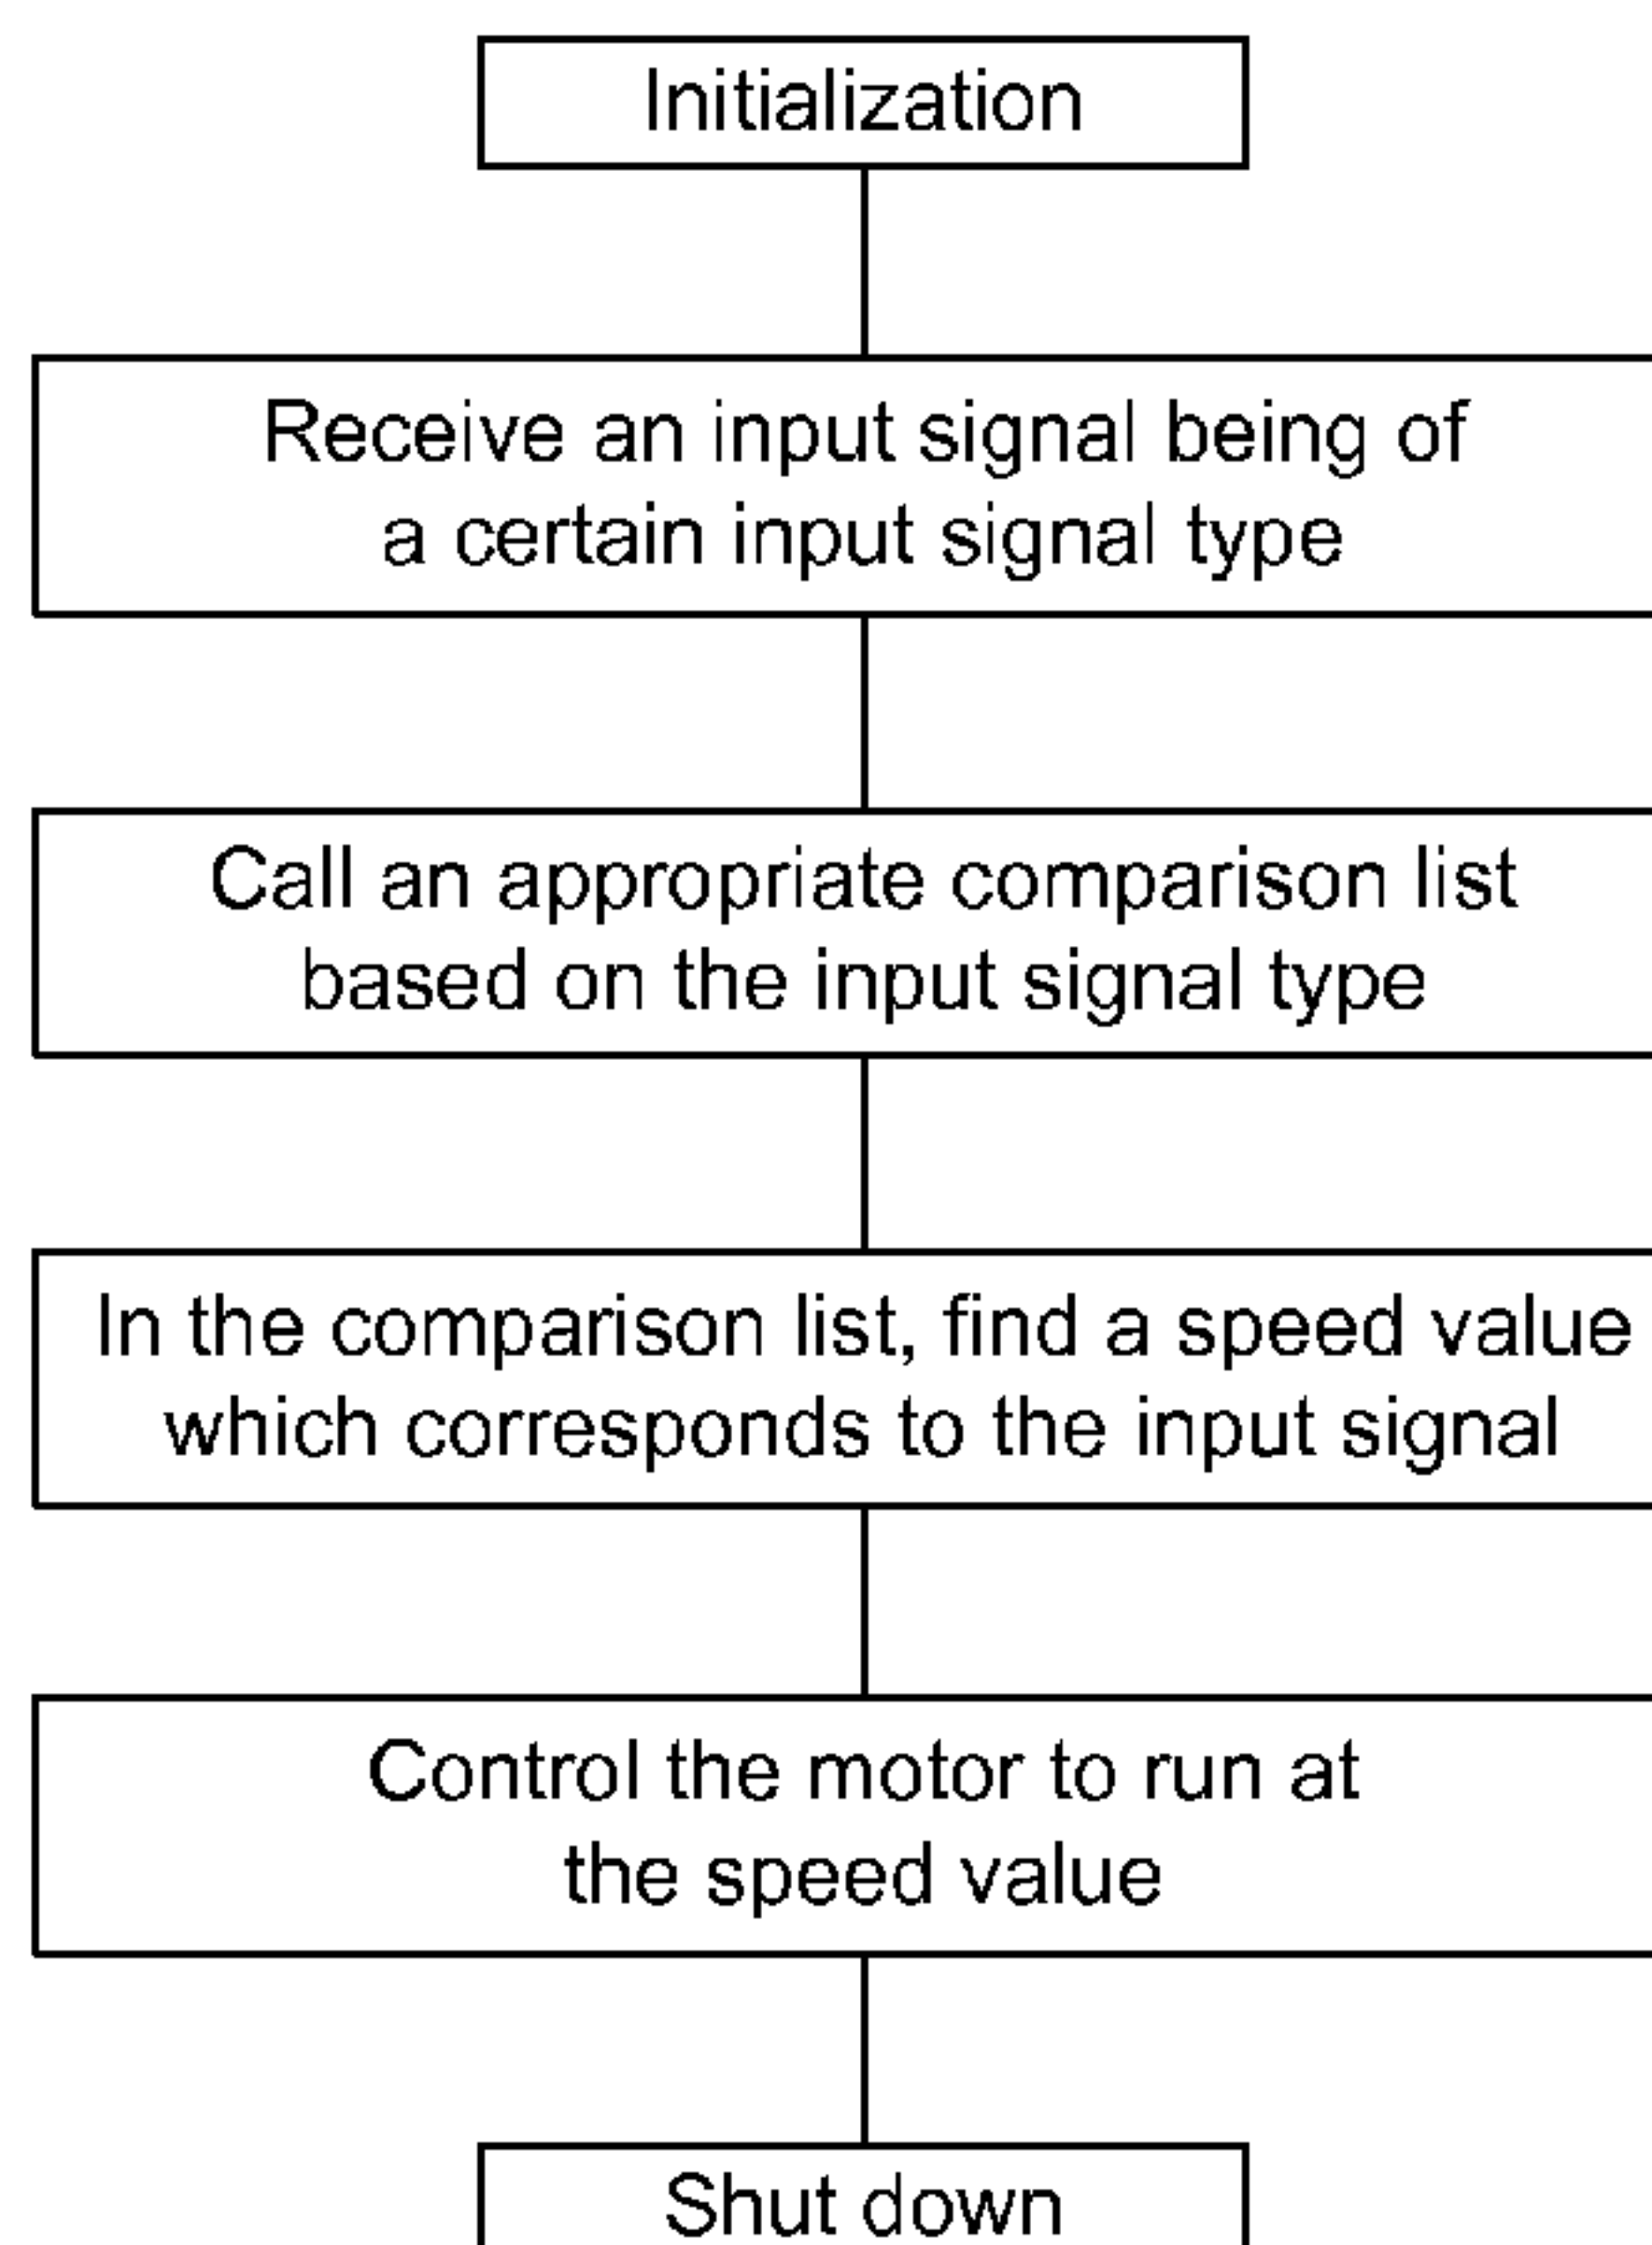 Initialization
Receive an input signal being of
a certain input signal type
Call an appropriate comparison list
based on the input signal type
In the comparison list, find a speed value
which corresponds to the input signal
Control the motor to run at
the speed value
Shut down